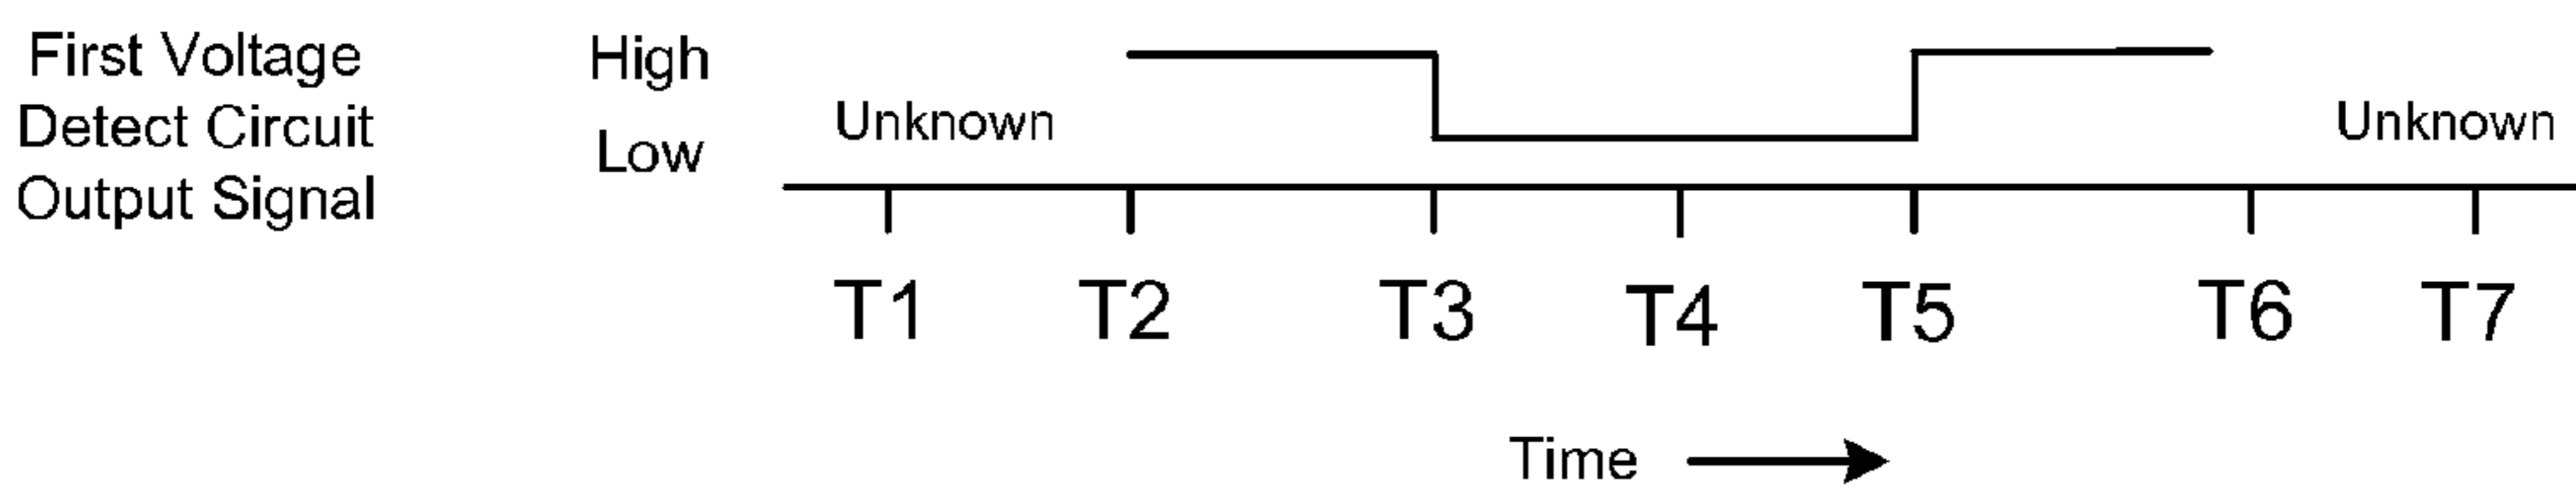 First Voltage
Detect Circuit
Output Signal
High
Low
Unknown
Unknown
T1 T2 T3 T4 T5 T6 T7
Time